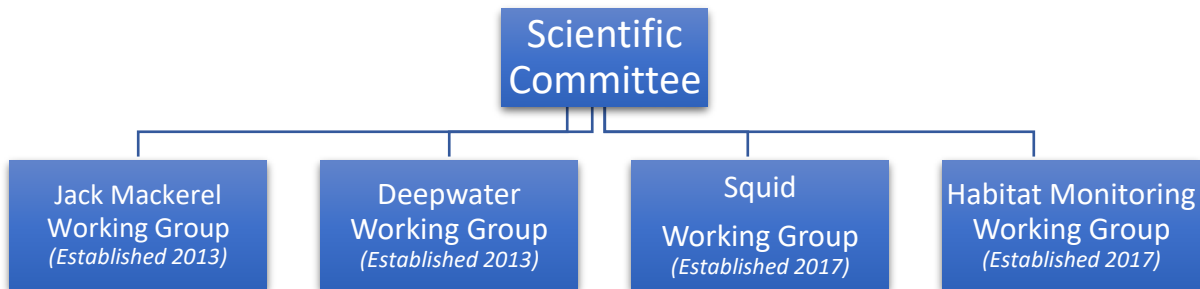 Scientific
Committee
Jack Mackerel
Working Group
(Established 2013)
Deepwater
Working Group
(Established 2013)
Squid
Working Group
(Established 2017)
Habitat Monitoring
Working Group
(Established 2017)